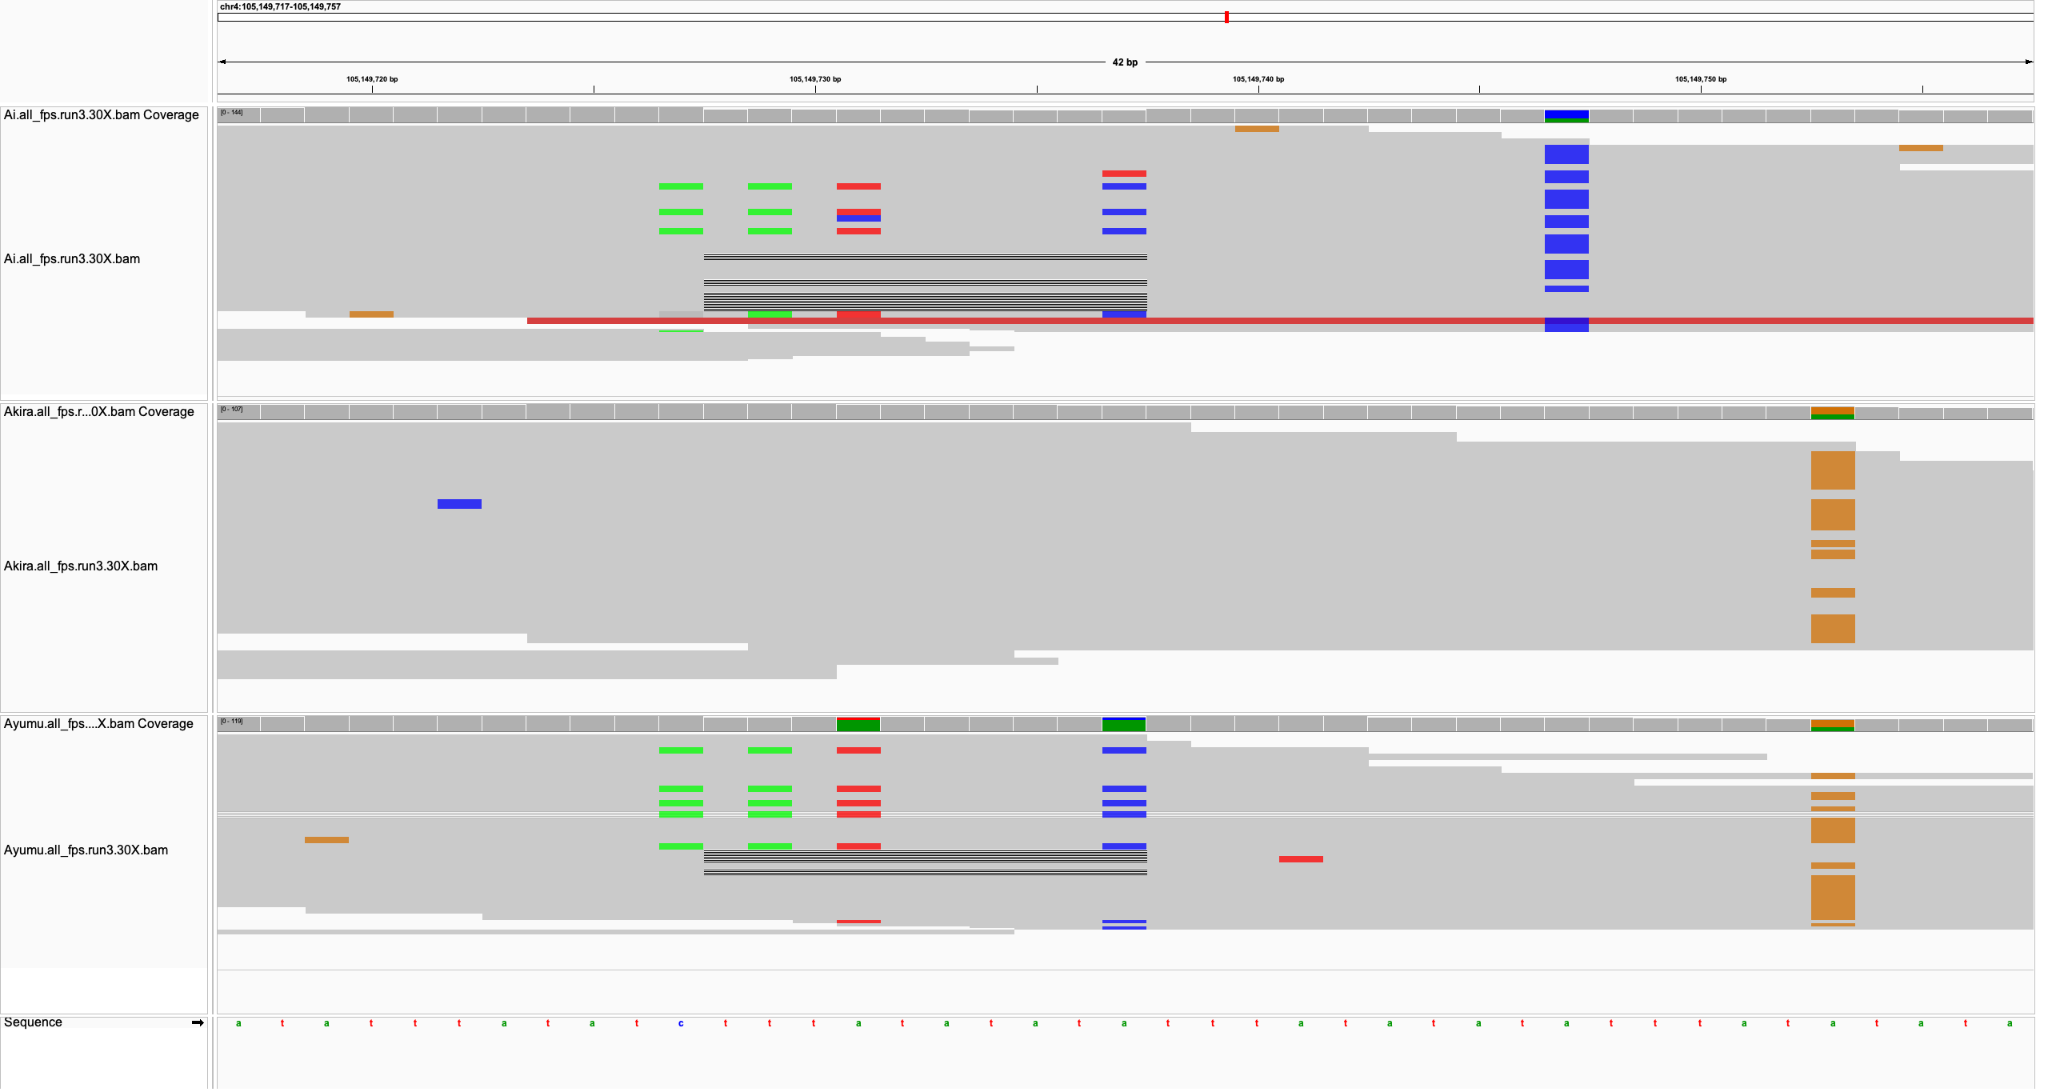 chr4:105,149,717-105,149,757
42 bp
105,149,720 bp 105,149,730 bp 105,149,740 bp 105,149,750 bp
Ai.all_fps.run3.30X.bam Coverage
[0 - 144]
Ai.all_fps.run3.30X.bam
Akira.all_fps.r...0X.bam Coverage
[0 - 107]
Akira.all_fps.run3.30X.bam
Ayumu.all_fps....X.bam Coverage
[0 - 119]
Ayumu.all_fps.run3.30X.bam
Sequence a t a t t t a t a t c t t t a t a t a t a t t t a t a t a t a t t t a t a t a t a